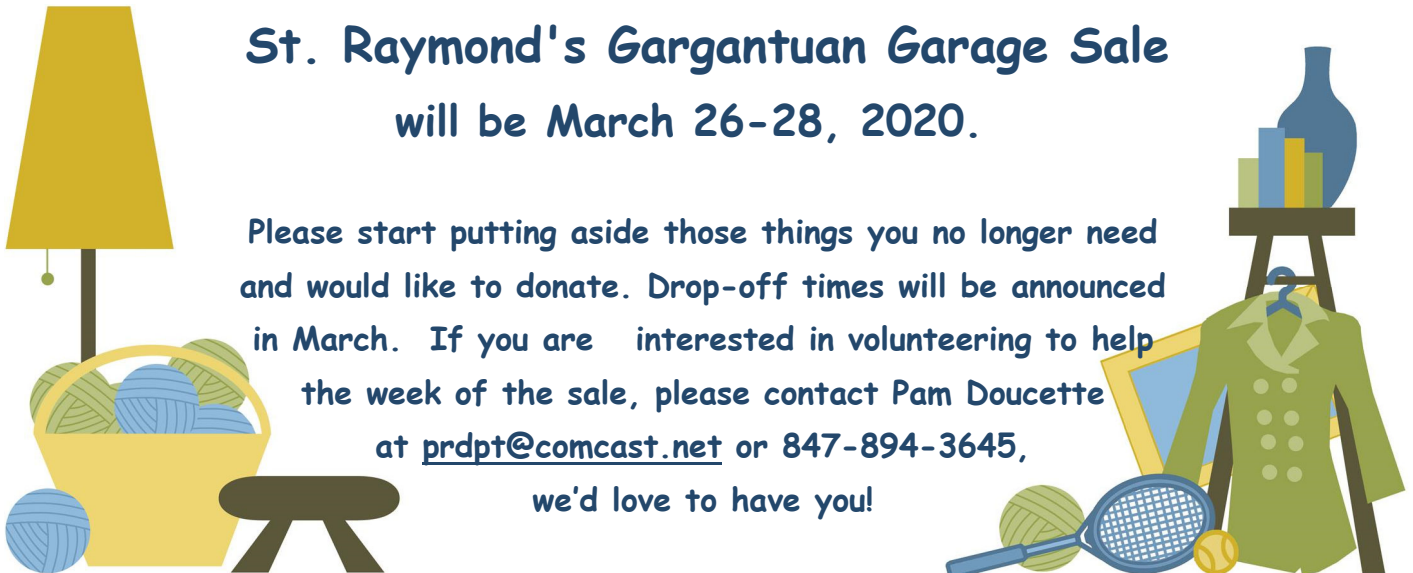 St. Raymond's Gargantuan Garage Sale
will be March 26-28, 2020.
Please start putting aside those things you no longer need
and would like to donate. Drop-off times will be announced
in March. If you are interested in volunteering to help
the week of the sale, please contact Pam Doucette
at prdpt@comcast.net or 847-894-3645,
we’d love to have you!